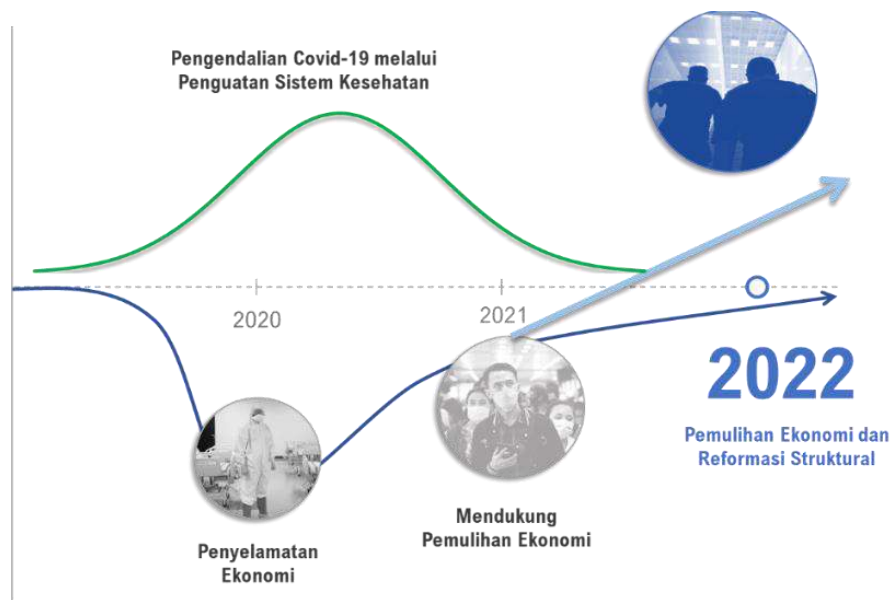 Pengendalian Covid-19 melalui
Penguatan Sistem Kesehatan
2020
2021
2022
Pemulihan Ekonomi dan
Reformasi Struktural
Mendukung
Pemulihan Ekonomi
Penyelamatan
Ekonomi